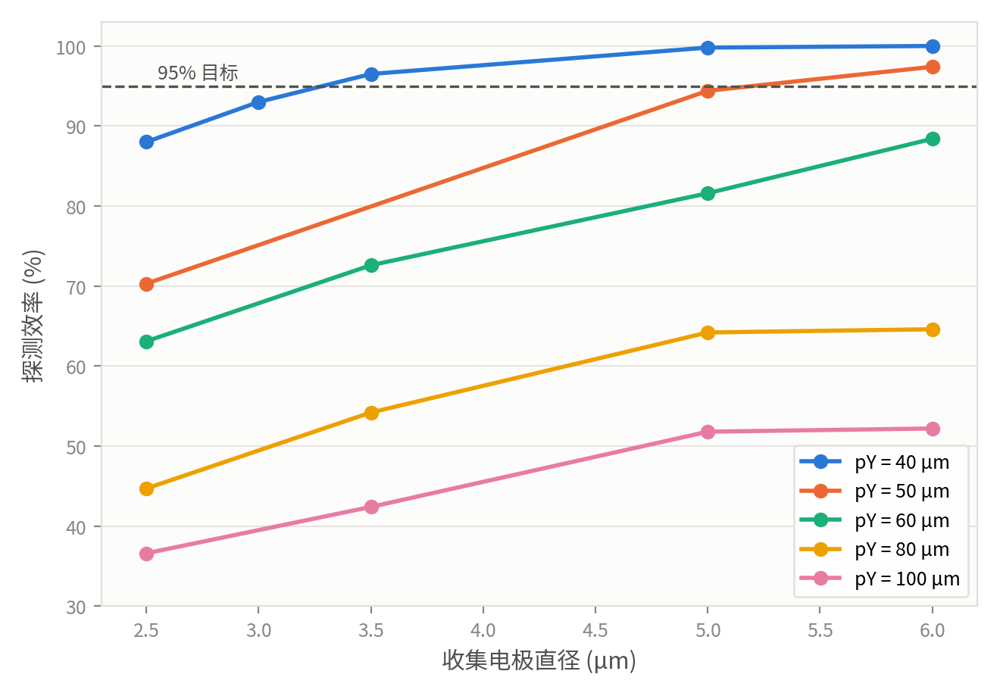 100
90
80
70
60
50
40
30
95% 目标
探测效率 (%)
pY = 40 μm
pY = 50 μm
pY = 60 μm
pY = 80 μm
pY = 100 μm
2.5 3.0 3.5 4.0 4.5 5.0 5.5 6.0
收集电极直径 (μm)